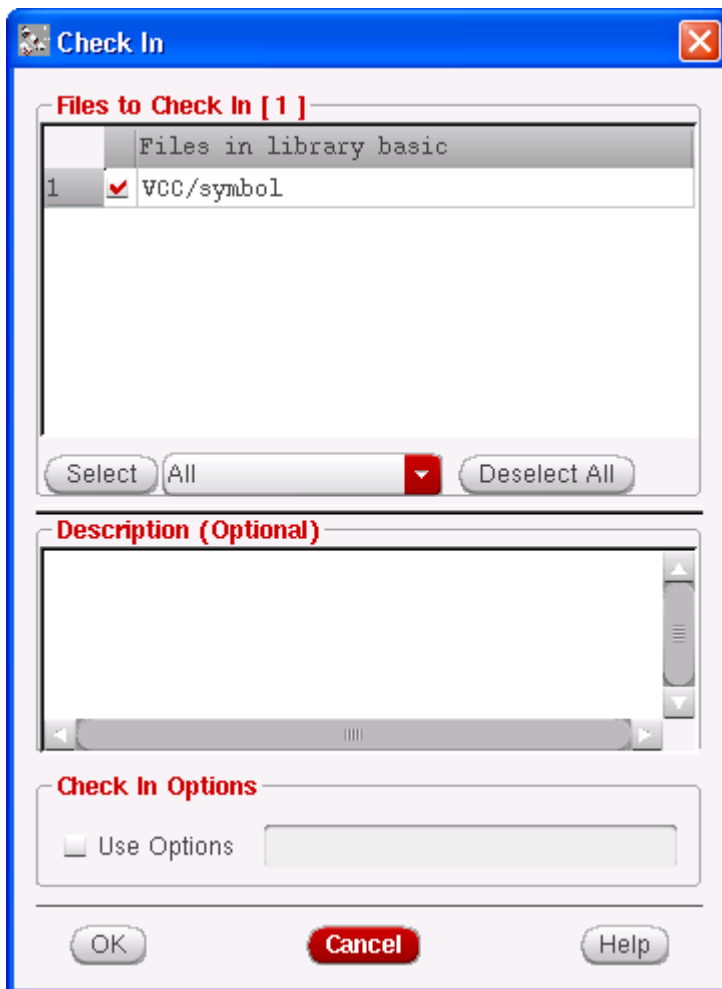 Check In
Files to Check In [ 1 ]
Files in library basic
1 VCC/symbol
Select All Deselect All
Description (Optional)
Check In Options
Use Options
OK Cancel Help